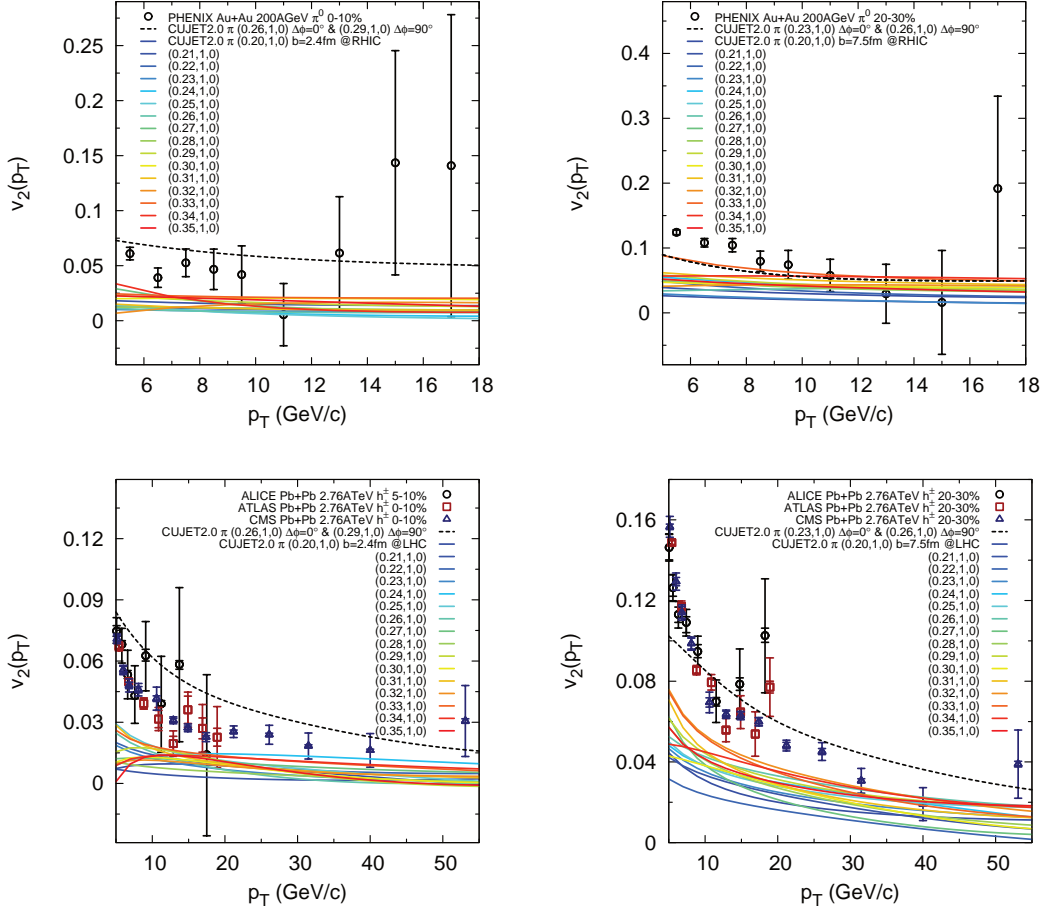 PHENIX Au+Au 200AGeV π⁰ 0-10%
CUJET2.0 π (0.26,1,0) Δϕ=0° & (0.29,1,0) Δϕ=90°
CUJET2.0 π (0.20,1,0) b=2.4fm @RHIC
(0.21,1,0)
(0.22,1,0)
(0.23,1,0)
(0.24,1,0)
(0.25,1,0)
(0.26,1,0)
(0.27,1,0)
(0.28,1,0)
(0.29,1,0)
(0.30,1,0)
(0.31,1,0)
(0.32,1,0)
(0.33,1,0)
(0.34,1,0)
(0.35,1,0)
0.25
0.2
0.15
0.1
0.05
0
v₂(p_T)
6 8 10 12 14 16 18
p_T (GeV/c)
PHENIX Au+Au 200AGeV π⁰ 20-30%
CUJET2.0 π (0.23,1,0) Δϕ=0° & (0.26,1,0) Δϕ=90°
CUJET2.0 π (0.20,1,0) b=7.5fm @RHIC
(0.21,1,0)
(0.22,1,0)
(0.23,1,0)
(0.24,1,0)
(0.25,1,0)
(0.26,1,0)
(0.27,1,0)
(0.28,1,0)
(0.29,1,0)
(0.30,1,0)
(0.31,1,0)
(0.32,1,0)
(0.33,1,0)
(0.34,1,0)
(0.35,1,0)
0.4
0.3
0.2
0.1
0
v₂(p_T)
6 8 10 12 14 16 18
p_T (GeV/c)
ALICE Pb+Pb 2.76ATeV h± 5-10%
ATLAS Pb+Pb 2.76ATeV h± 0-10%
CMS Pb+Pb 2.76ATeV h± 0-10%
CUJET2.0 π (0.26,1,0) Δϕ=0° & (0.29,1,0) Δϕ=90°
CUJET2.0 π (0.20,1,0) b=2.4fm @LHC
(0.21,1,0)
(0.22,1,0)
(0.23,1,0)
(0.24,1,0)
(0.25,1,0)
(0.26,1,0)
(0.27,1,0)
(0.28,1,0)
(0.29,1,0)
(0.30,1,0)
(0.31,1,0)
(0.32,1,0)
(0.33,1,0)
(0.34,1,0)
(0.35,1,0)
0.12
0.09
0.06
0.03
0
v₂(p_T)
10 20 30 40 50
p_T (GeV/c)
ALICE Pb+Pb 2.76ATeV h± 20-30%
ATLAS Pb+Pb 2.76ATeV h± 20-30%
CMS Pb+Pb 2.76ATeV h± 20-30%
CUJET2.0 π (0.23,1,0) Δϕ=0° & (0.26,1,0) Δϕ=90°
CUJET2.0 π (0.20,1,0) b=7.5fm @LHC
(0.21,1,0)
(0.22,1,0)
(0.23,1,0)
(0.24,1,0)
(0.25,1,0)
(0.26,1,0)
(0.27,1,0)
(0.28,1,0)
(0.29,1,0)
(0.30,1,0)
(0.31,1,0)
(0.32,1,0)
(0.33,1,0)
(0.34,1,0)
(0.35,1,0)
0.16
0.12
0.08
0.04
0
v₂(p_T)
10 20 30 40 50
p_T (GeV/c)